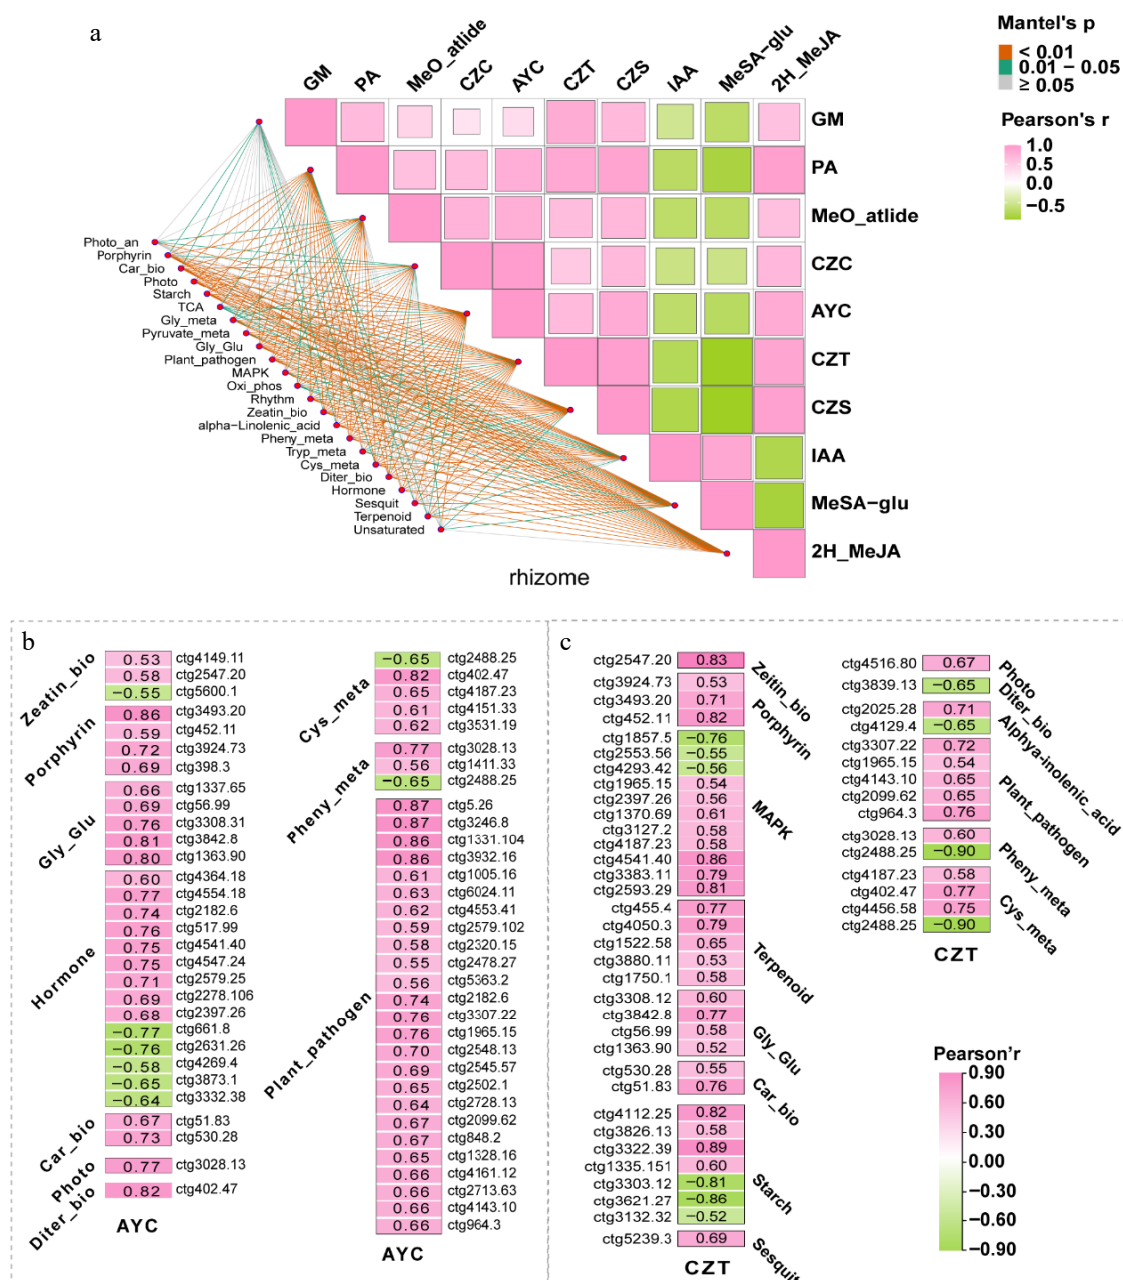 a
GM
PA
MeO_atlide
CZC
AYC
CZT
CZS
IAA
MeSA−glu
2H_MeJA
Mantel's p
< 0.01
0.01 − 0.05
≥ 0.05
Pearson's r
1.0
0.5
0.0
−0.5
GM
PA
MeO_atlide
CZC
AYC
CZT
CZS
IAA
MeSA−glu
2H_MeJA
Photo_an
Porphyrin
Car_bio
Photo
Starch
TCA
Gly_meta
Pyruvate_meta
Gly_Glu
Plant_pathogen
MAPK
Oxi_phos
Rhythm
Zeatin_bio
alpha−Linolenic_acid
Pheny_meta
Tryp_meta
Cys_meta
Diter_bio
Hormone
Sesquit
Terpenoid
Unsaturated
rhizome
b
Zeatin_bio
0.53 ctg4149.11
0.58 ctg2547.20
−0.55 ctg5600.1
Porphyrin
0.86 ctg3493.20
0.59 ctg452.11
0.72 ctg3924.73
0.69 ctg398.3
Gly_Glu
0.66 ctg1337.65
0.69 ctg56.99
0.76 ctg3308.31
0.81 ctg3842.8
0.80 ctg1363.90
Hormone
0.60 ctg4364.18
0.77 ctg4554.18
0.74 ctg2182.6
0.76 ctg517.99
0.75 ctg4541.40
0.75 ctg4547.24
0.71 ctg2579.25
0.69 ctg2278.106
0.68 ctg2397.26
−0.77 ctg661.8
−0.76 ctg2631.26
−0.58 ctg4269.4
−0.65 ctg3873.1
−0.64 ctg3332.38
Car_bio
0.67 ctg51.83
0.73 ctg530.28
Photo
0.77 ctg3028.13
Diter_bio
0.82 ctg402.47
AYC
Cys_meta
−0.65 ctg2488.25
0.82 ctg402.47
0.65 ctg4187.23
0.61 ctg4151.33
0.62 ctg3531.19
Pheny_meta
0.77 ctg3028.13
0.56 ctg1411.33
−0.65 ctg2488.25
Plant_pathogen
0.87 ctg5.26
0.87 ctg3246.8
0.86 ctg1331.104
0.86 ctg3932.16
0.61 ctg1005.16
0.63 ctg6024.11
0.62 ctg4553.41
0.59 ctg2579.102
0.58 ctg2320.15
0.55 ctg2478.27
0.56 ctg5363.2
0.74 ctg2182.6
0.76 ctg3307.22
0.76 ctg1965.15
0.70 ctg2548.13
0.69 ctg2545.57
0.65 ctg2502.1
0.64 ctg2728.13
0.67 ctg2099.62
0.67 ctg848.2
0.65 ctg1328.16
0.66 ctg4161.12
0.66 ctg2713.63
0.66 ctg4143.10
0.66 ctg964.3
AYC
c
ctg2547.20 0.83
Zeitin_bio
ctg3924.73 0.53
ctg3493.20 0.71
ctg452.11 0.82
Porphyrin
ctg1857.5 −0.76
ctg2553.56 −0.55
ctg4293.42 −0.56
ctg1965.15 0.54
ctg2397.26 0.56
ctg1370.69 0.61
ctg3127.2 0.58
ctg4187.23 0.58
ctg4541.40 0.86
ctg3383.11 0.79
ctg2593.29 0.81
MAPK
ctg455.4 0.77
ctg4050.3 0.79
ctg1522.58 0.65
ctg3880.11 0.53
ctg1750.1 0.58
Terpenoid
ctg3308.12 0.60
ctg3842.8 0.77
ctg56.99 0.58
ctg1363.90 0.52
Gly_Glu
ctg530.28 0.55
ctg51.83 0.76
Car_bio
ctg4112.25 0.82
ctg3826.13 0.58
ctg3322.39 0.89
ctg1335.151 0.60
ctg3303.12 −0.81
ctg3621.27 −0.86
ctg3132.32 −0.52
Starch
ctg5239.3 0.69
Sesquit
CZT
ctg4516.80 0.67
Photo
ctg3839.13 −0.65
Diter_bio
ctg2025.28 0.71
ctg4129.4 −0.65
Alphya-inolenic_acid
ctg3307.22 0.72
ctg1965.15 0.54
ctg4143.10 0.65
ctg2099.62 0.65
ctg964.3 0.76
Plant_pathogen
ctg3028.13 0.60
ctg2488.25 −0.90
Pheny_meta
ctg4187.23 0.58
ctg402.47 0.77
ctg4456.58 0.75
ctg2488.25 −0.90
Cys_meta
CZT
Pearson'r
0.90
0.60
0.30
0.00
−0.30
−0.60
−0.90